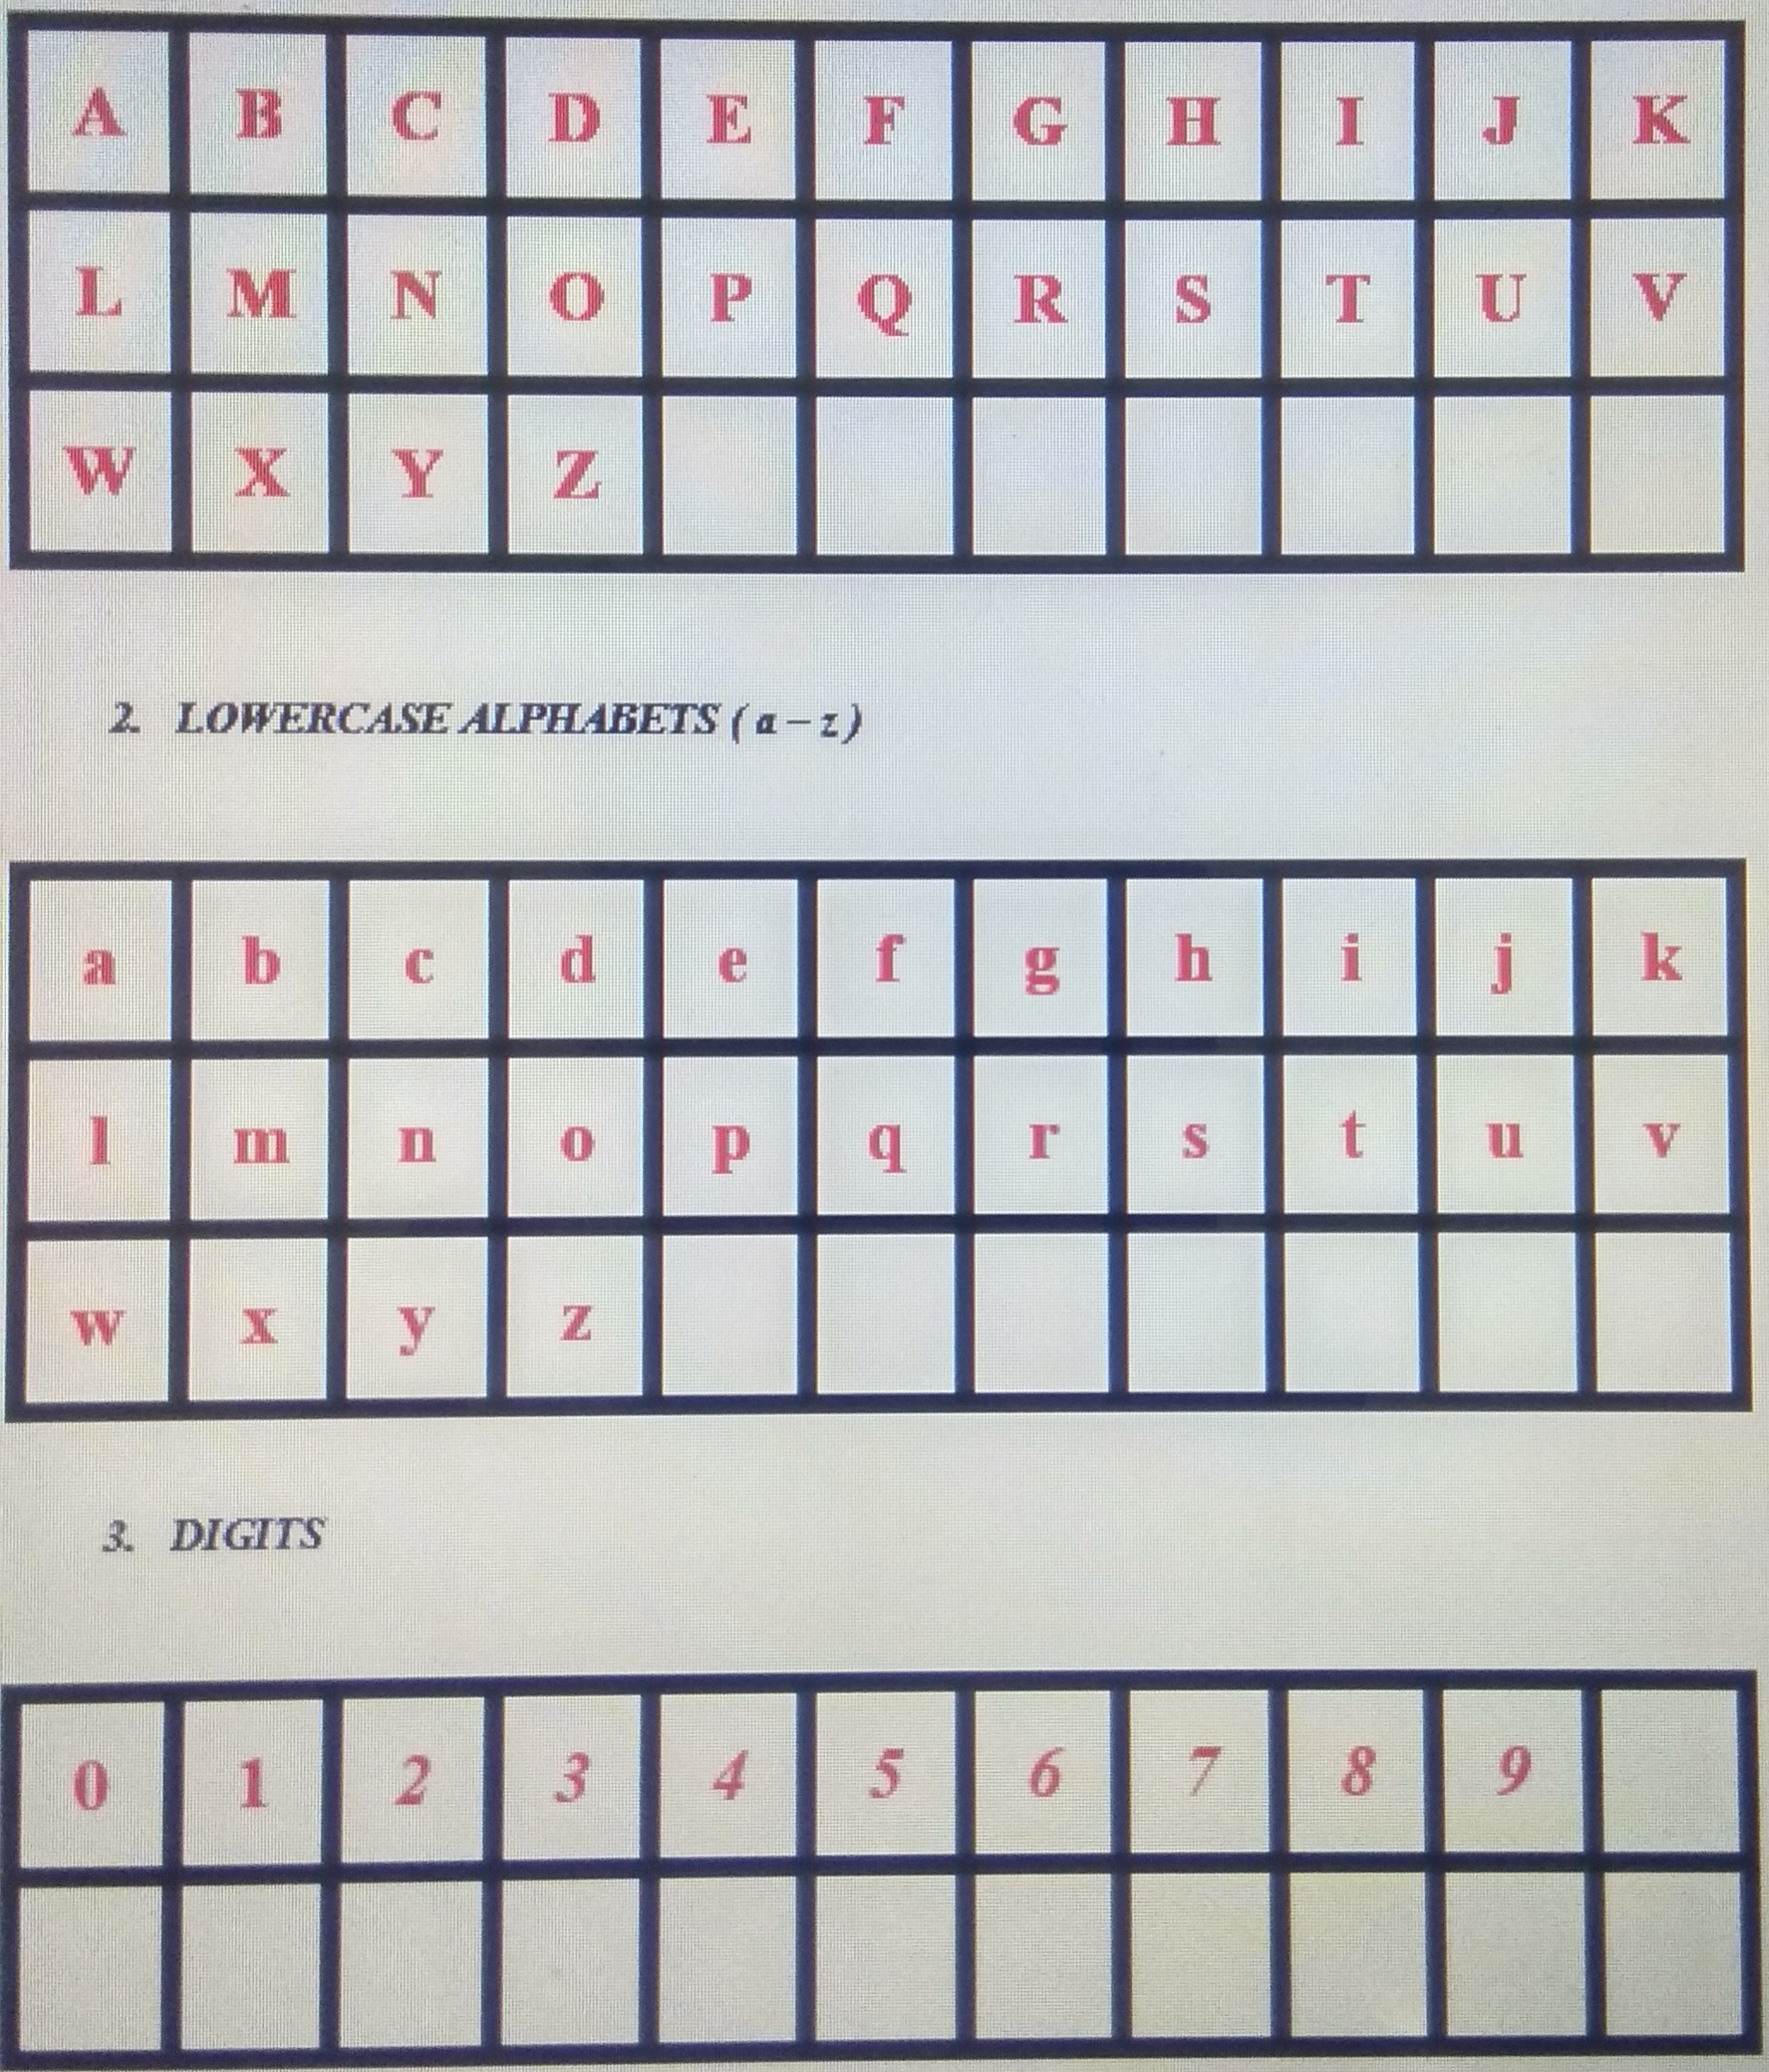 A B C D E F G H I J K
L M N O P Q R S T U V
W X Y Z
2. LOWERCASE ALPHABETS ( a – z )
a b c d e f g h i j k
l m n o p q r s t u v
w x y z
3. DIGITS
0 1 2 3 4 5 6 7 8 9